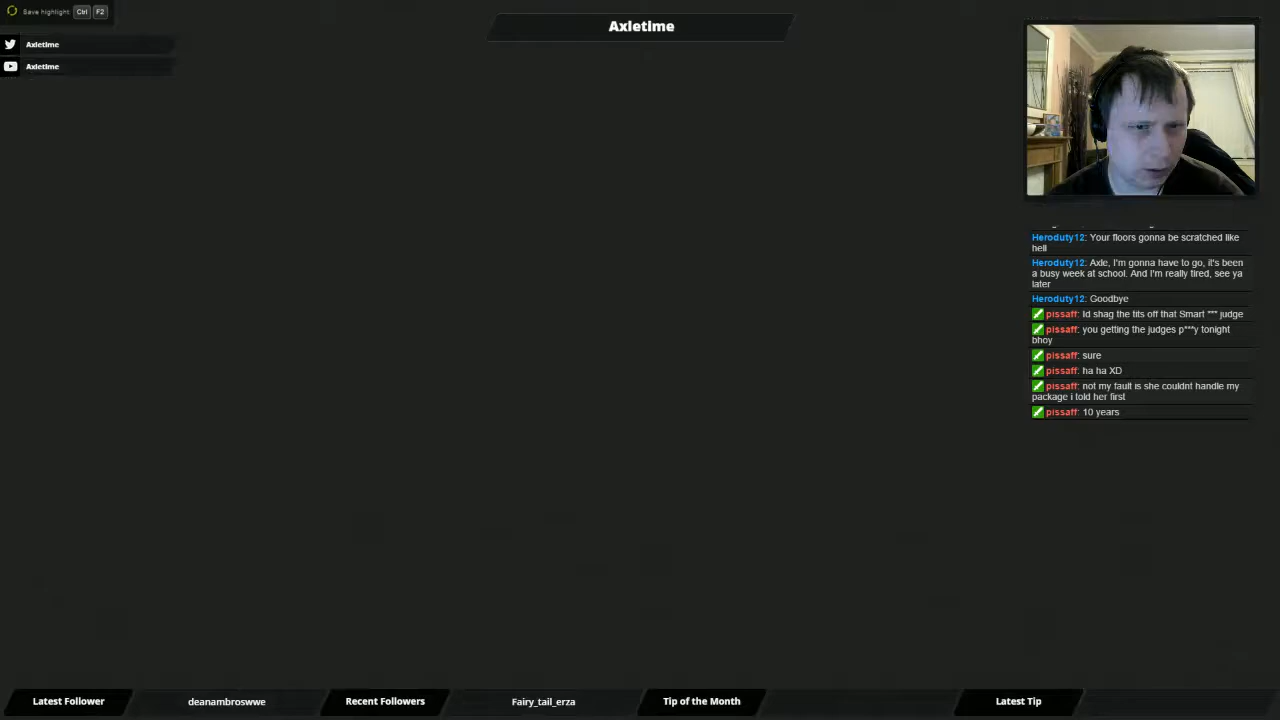 Save highlight: Ctrl F2
Axletime
Axletime
Axletime
Heroduty12: Your floors gonna be scratched like
hell
Heroduty12: Axle, I'm gonna have to go, it's been
a busy week at school. And I'm really tired, see ya
later
Heroduty12: Goodbye
pissaff: Id shag the tits off that Smart *** judge
pissaff: you getting the judges p***y tonight
bhoy
pissaff: sure
pissaff: ha ha XD
pissaff: not my fault is she couldnt handle my
package i told her first
pissaff: 10 years
Latest Follower
deanambroswwe
Recent Followers
Fairy_tail_erza
Tip of the Month
Latest Tip